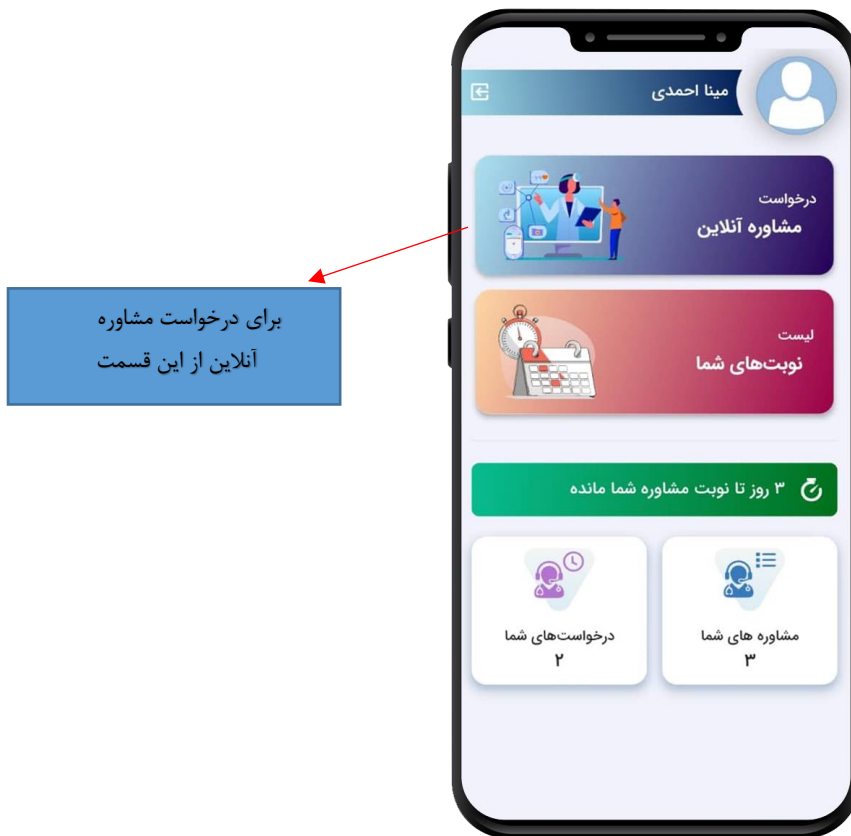 مینا احمدی
درخواست
مشاوره آنلاین
برای درخواست مشاوره
آنلاین از این قسمت
لیست
نوبت‌های شما
۳ روز تا نوبت مشاوره شما مانده
مشاوره های شما
۳
درخواست‌های شما
۲